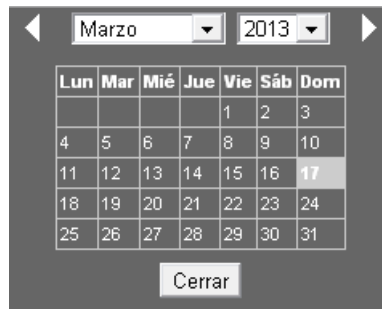 Marzo 2013
Lun Mar Mié Jue Vie Sáb Dom
1 2 3
4 5 6 7 8 9 10
11 12 13 14 15 16 17
18 19 20 21 22 23 24
25 26 27 28 29 30 31
Cerrar